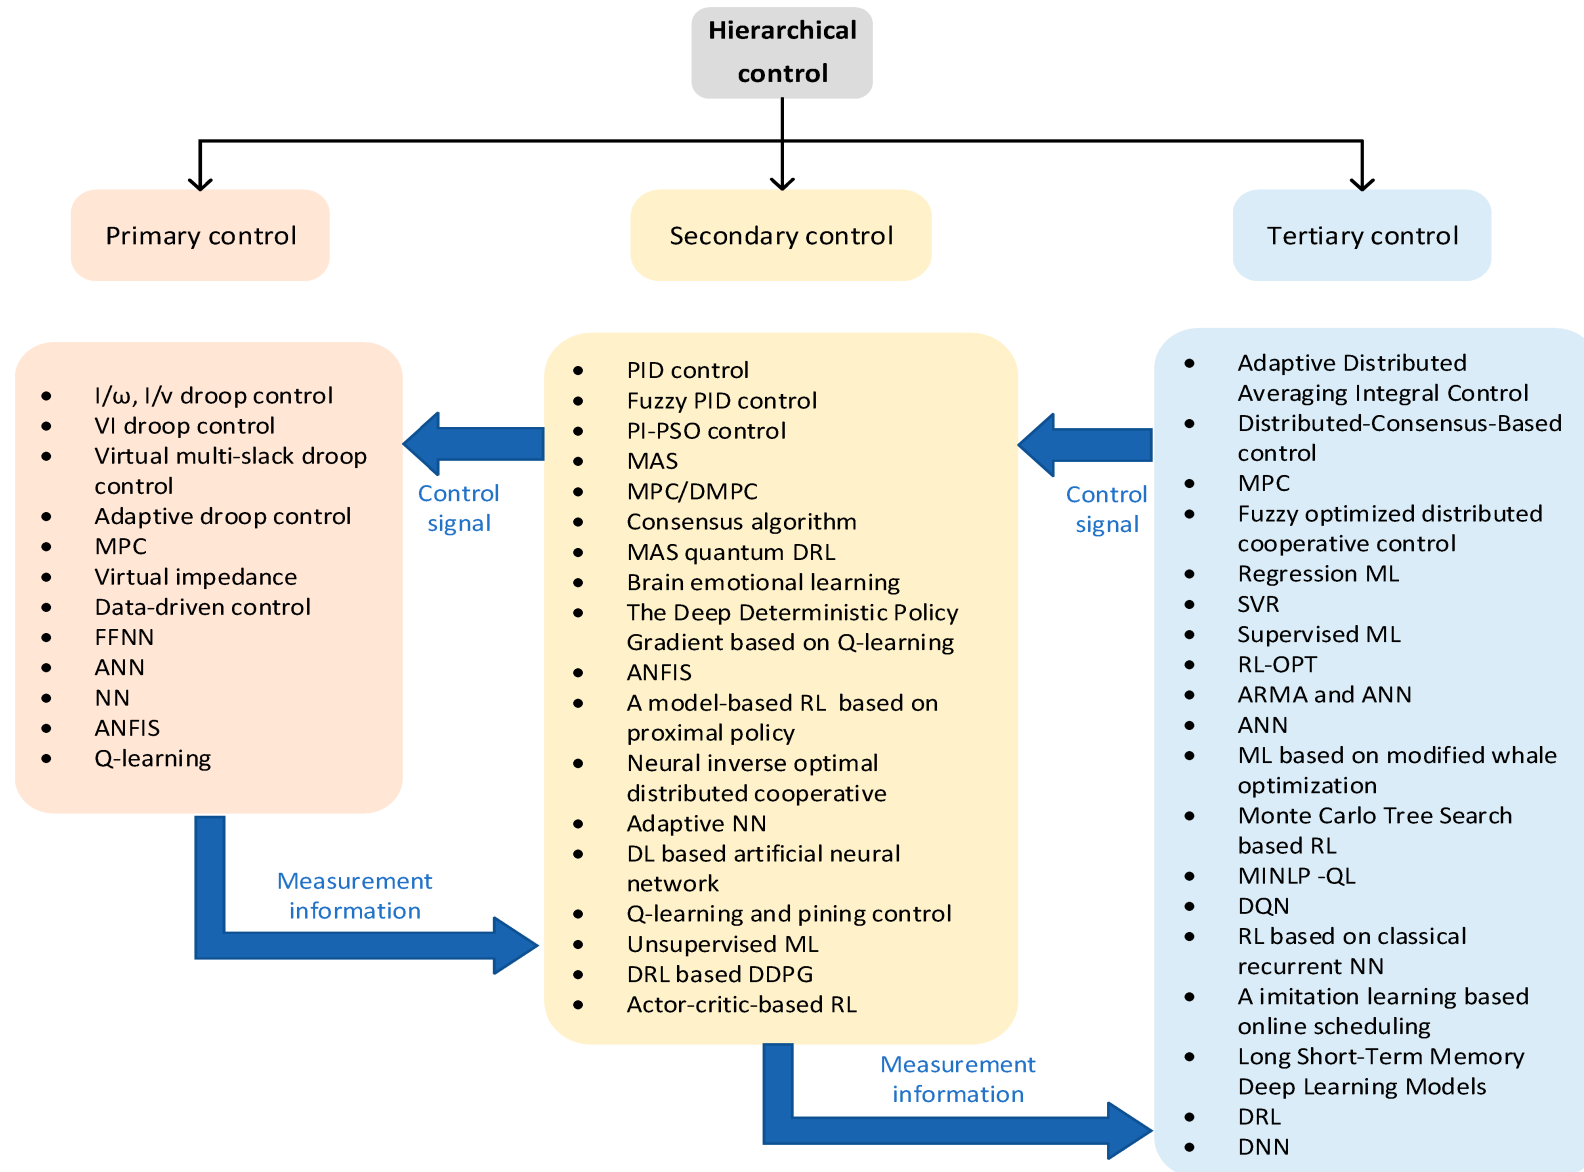 Hierarchical
control
Primary control
Secondary control
Tertiary control
• I/ω, I/v droop control
• VI droop control
• Virtual multi-slack droop
control
• Adaptive droop control
• MPC
• Virtual impedance
• Data-driven control
• FFNN
• ANN
• NN
• ANFIS
• Q-learning
Control
signal
Measurement
information
• PID control
• Fuzzy PID control
• PI-PSO control
• MAS
• MPC/DMPC
• Consensus algorithm
• MAS quantum DRL
• Brain emotional learning
• The Deep Deterministic Policy
Gradient based on Q-learning
• ANFIS
• A model-based RL based on
proximal policy
• Neural inverse optimal
distributed cooperative
• Adaptive NN
• DL based artificial neural
network
• Q-learning and pining control
• Unsupervised ML
• DRL based DDPG
• Actor-critic-based RL
Control
signal
Measurement
information
• Adaptive Distributed
Averaging Integral Control
• Distributed-Consensus-Based
control
• MPC
• Fuzzy optimized distributed
cooperative control
• Regression ML
• SVR
• Supervised ML
• RL-OPT
• ARMA and ANN
• ANN
• ML based on modified whale
optimization
• Monte Carlo Tree Search
based RL
• MINLP -QL
• DQN
• RL based on classical
recurrent NN
• A imitation learning based
online scheduling
• Long Short-Term Memory
Deep Learning Models
• DRL
• DNN